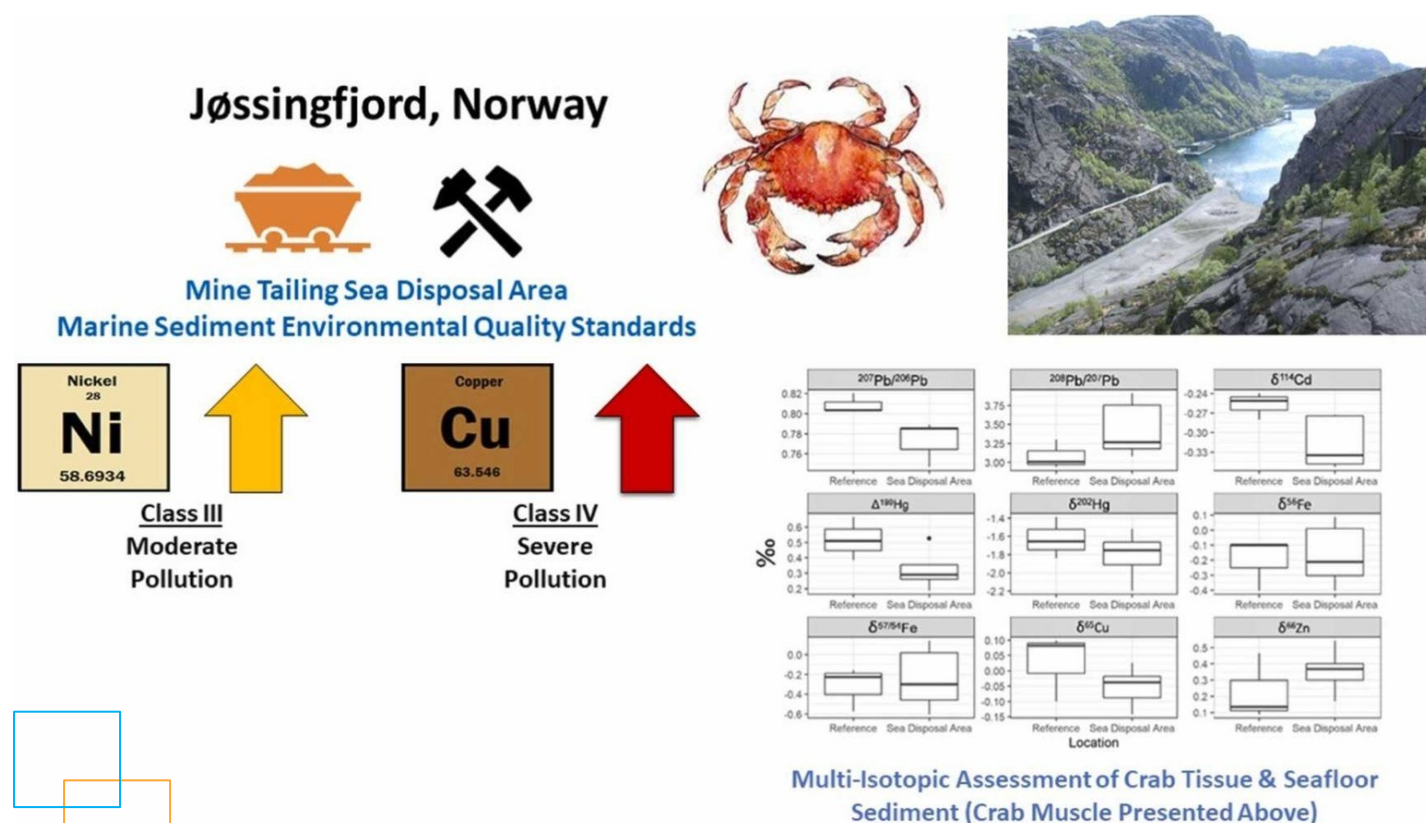 Jøssingfjord, Norway
Mine Tailing Sea Disposal Area
Marine Sediment Environmental Quality Standards
Nickel
28
Ni
58.6934
Class III
Moderate
Pollution
Copper
Cu
63.546
Class IV
Severe
Pollution
²⁰⁷Pb/²⁰⁶Pb
0.82
0.80
0.78
0.76
Reference Sea Disposal Area
²⁰⁸Pb/²⁰⁷Pb
3.75
3.50
3.25
3.00
Reference Sea Disposal Area
δ¹¹⁴Cd
-0.24
-0.27
-0.30
-0.33
Reference Sea Disposal Area
‰
0.6
0.5
0.4
0.3
0.2
Reference Sea Disposal Area
δ²⁰²Hg
-1.4
-1.6
-1.8
-2.0
-2.2
Reference Sea Disposal Area
δ⁵⁶Fe
0.1
0.0
-0.1
-0.2
-0.3
-0.4
Reference Sea Disposal Area
δ⁵⁷/⁵⁴Fe
0.0
-0.2
-0.4
-0.6
Reference Sea Disposal Area
δ⁶⁵Cu
0.10
0.05
0.00
-0.05
-0.10
-0.15
Reference Sea Disposal Area
δ⁶⁶Zn
0.5
0.4
0.3
0.2
0.1
Reference Sea Disposal Area
Location
Multi-Isotopic Assessment of Crab Tissue & Seafloor
Sediment (Crab Muscle Presented Above)